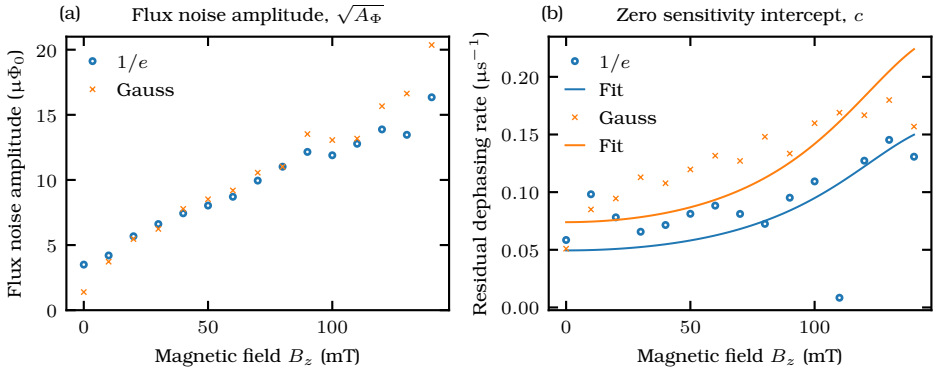 (a)
Flux noise amplitude, √A_Φ
Flux noise amplitude (μΦ₀)
20
15
10
5
0
1/e
Gauss
0
50
100
Magnetic field B_z (mT)
(b)
Zero sensitivity intercept, c
Residual dephasing rate (μs⁻¹)
0.20
0.15
0.10
0.05
0.00
1/e
Fit
Gauss
Fit
0
50
100
Magnetic field B_z (mT)